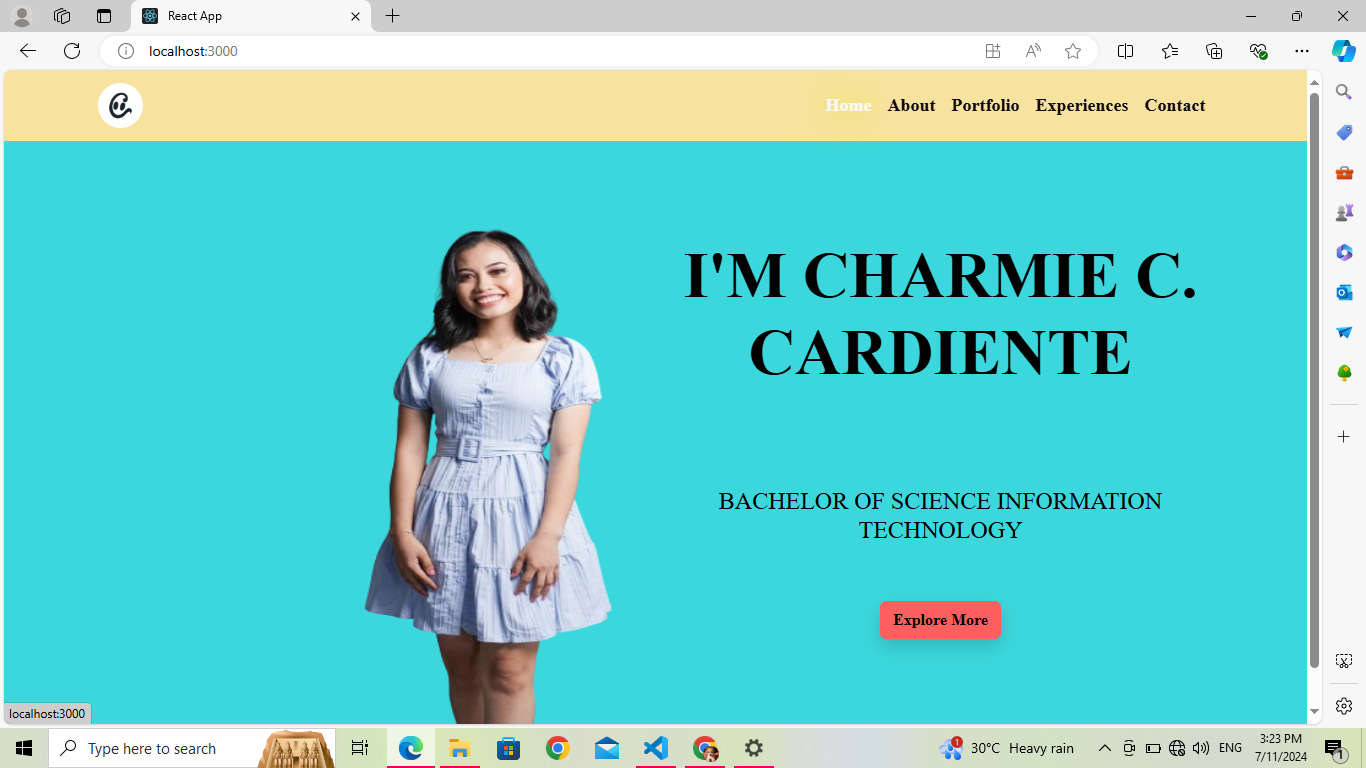 React App
localhost:3000
Home About Portfolio Experiences Contact
I'M CHARMIE C.
CARDIENTE
BACHELOR OF SCIENCE INFORMATION
TECHNOLOGY
Explore More
localhost:3000
Type here to search
1
30°C Heavy rain
ENG
3:23 PM
7/11/2024
1